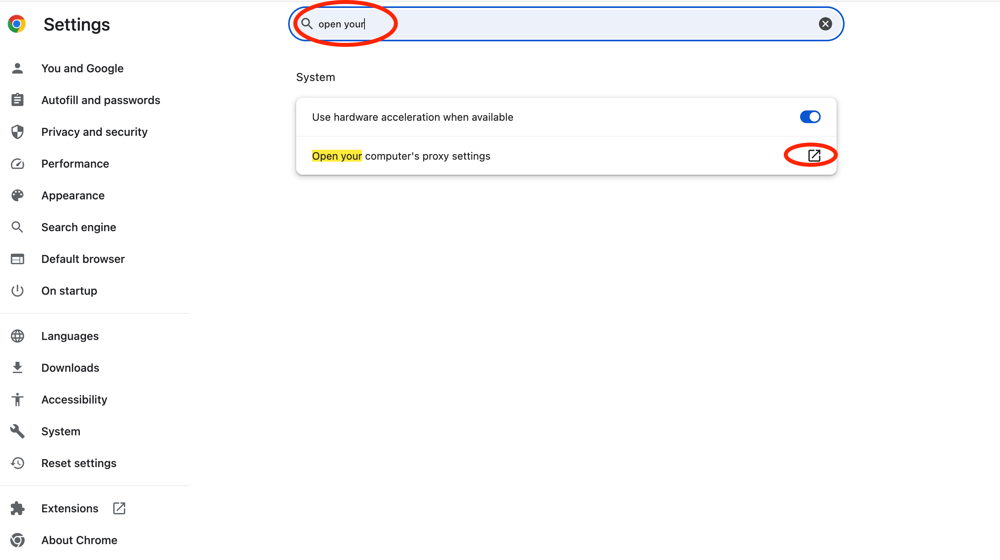 Settings
open your
You and Google
Autofill and passwords
Privacy and security
Performance
Appearance
Search engine
Default browser
On startup
Languages
Downloads
Accessibility
System
Reset settings
Extensions
About Chrome
System
Use hardware acceleration when available
Open your computer's proxy settings